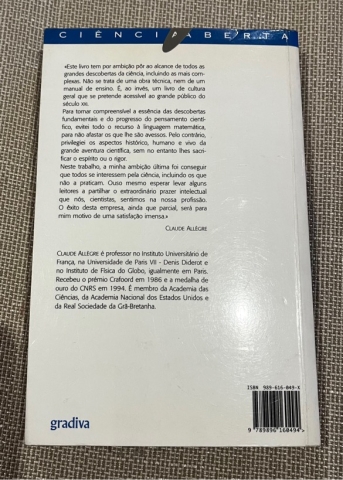 CIÊNCIA ABERTA
«Este livro tem por ambição pôr ao alcance de todos as
grandes descobertas da ciência, incluindo as mais com-
plexas. Não se trata de uma obra técnica, nem de um
manual de ensino. É, ao invés, um livro de cultura
geral que se pretende acessível ao grande público do
século XXI.
Para tornar compreensível a essência das descobertas
fundamentais e do progresso do pensamento cientí-
fico, evitei todo o recurso à linguagem matemática,
para não afastar os que lhe são avessos. Pelo contrário,
privilegiei os aspectos histórico, humano e vivo da
grande aventura científica, sem no entanto lhes sacri-
ficar o espírito ou o rigor.
Neste trabalho, a minha ambição última foi conseguir
que todos se interessem pela ciência, incluindo os que
não a praticam. Ouso mesmo esperar levar alguns
leitores a partilhar o extraordinário prazer intelectual
que nós, cientistas, sentimos na nossa profissão.
O êxito desta empresa, ainda que parcial, será para
mim motivo de uma satisfação imensa.»
CLAUDE ALLÈGRE
CLAUDE ALLÈGRE é professor no Instituto Universitário de
França, na Universidade de Paris VII - Denis Diderot e
no Instituto de Física do Globo, igualmente em Paris.
Recebeu o prémio Crafoord em 1986 e a medalha de
ouro do CNRS em 1994. É membro da Academia das
Ciências, da Academia Nacional dos Estados Unidos e
da Real Sociedade da Grã-Bretanha.
ISBN 989-616-049-X
9 789896 160494 >
gradiva